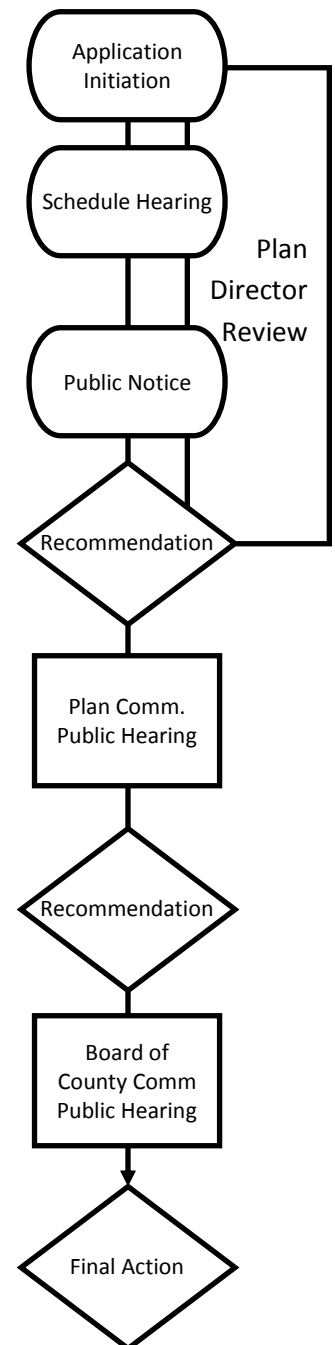 Application
Initiation
Schedule Hearing
Plan
Director
Review
Public Notice
Recommendation
Plan Comm.
Public Hearing
Recommendation
Board of
County Comm
Public Hearing
Final Action